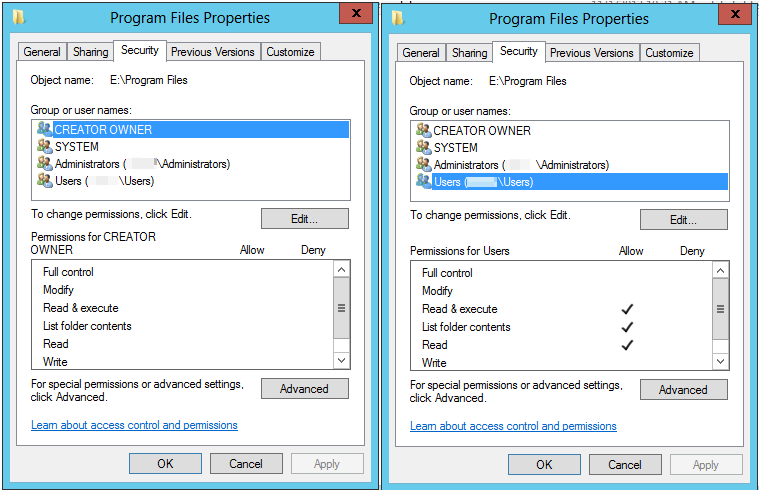 Program Files Properties
x
General
Sharing
Security
Previous Versions
Customize
Object name: E:\Program Files
Group or user names:
CREATOR OWNER
SYSTEM
Administrators ( \Administrators)
Users ( \Users)
To change permissions, click Edit.
Edit...
Permissions for CREATOR
OWNER Allow Deny
Full control
Modify
Read & execute
List folder contents
Read
Write
For special permissions or advanced settings,
click Advanced.
Advanced
Learn about access control and permissions
OK
Cancel
Apply
Program Files Properties
x
General
Sharing
Security
Previous Versions
Customize
Object name: E:\Program Files
Group or user names:
CREATOR OWNER
SYSTEM
Administrators ( \Administrators)
Users ( \Users)
To change permissions, click Edit.
Edit...
Permissions for Users Allow Deny
Full control
Modify
Read & execute
List folder contents
Read
Write
For special permissions or advanced settings,
click Advanced.
Advanced
Learn about access control and permissions
OK
Cancel
Apply